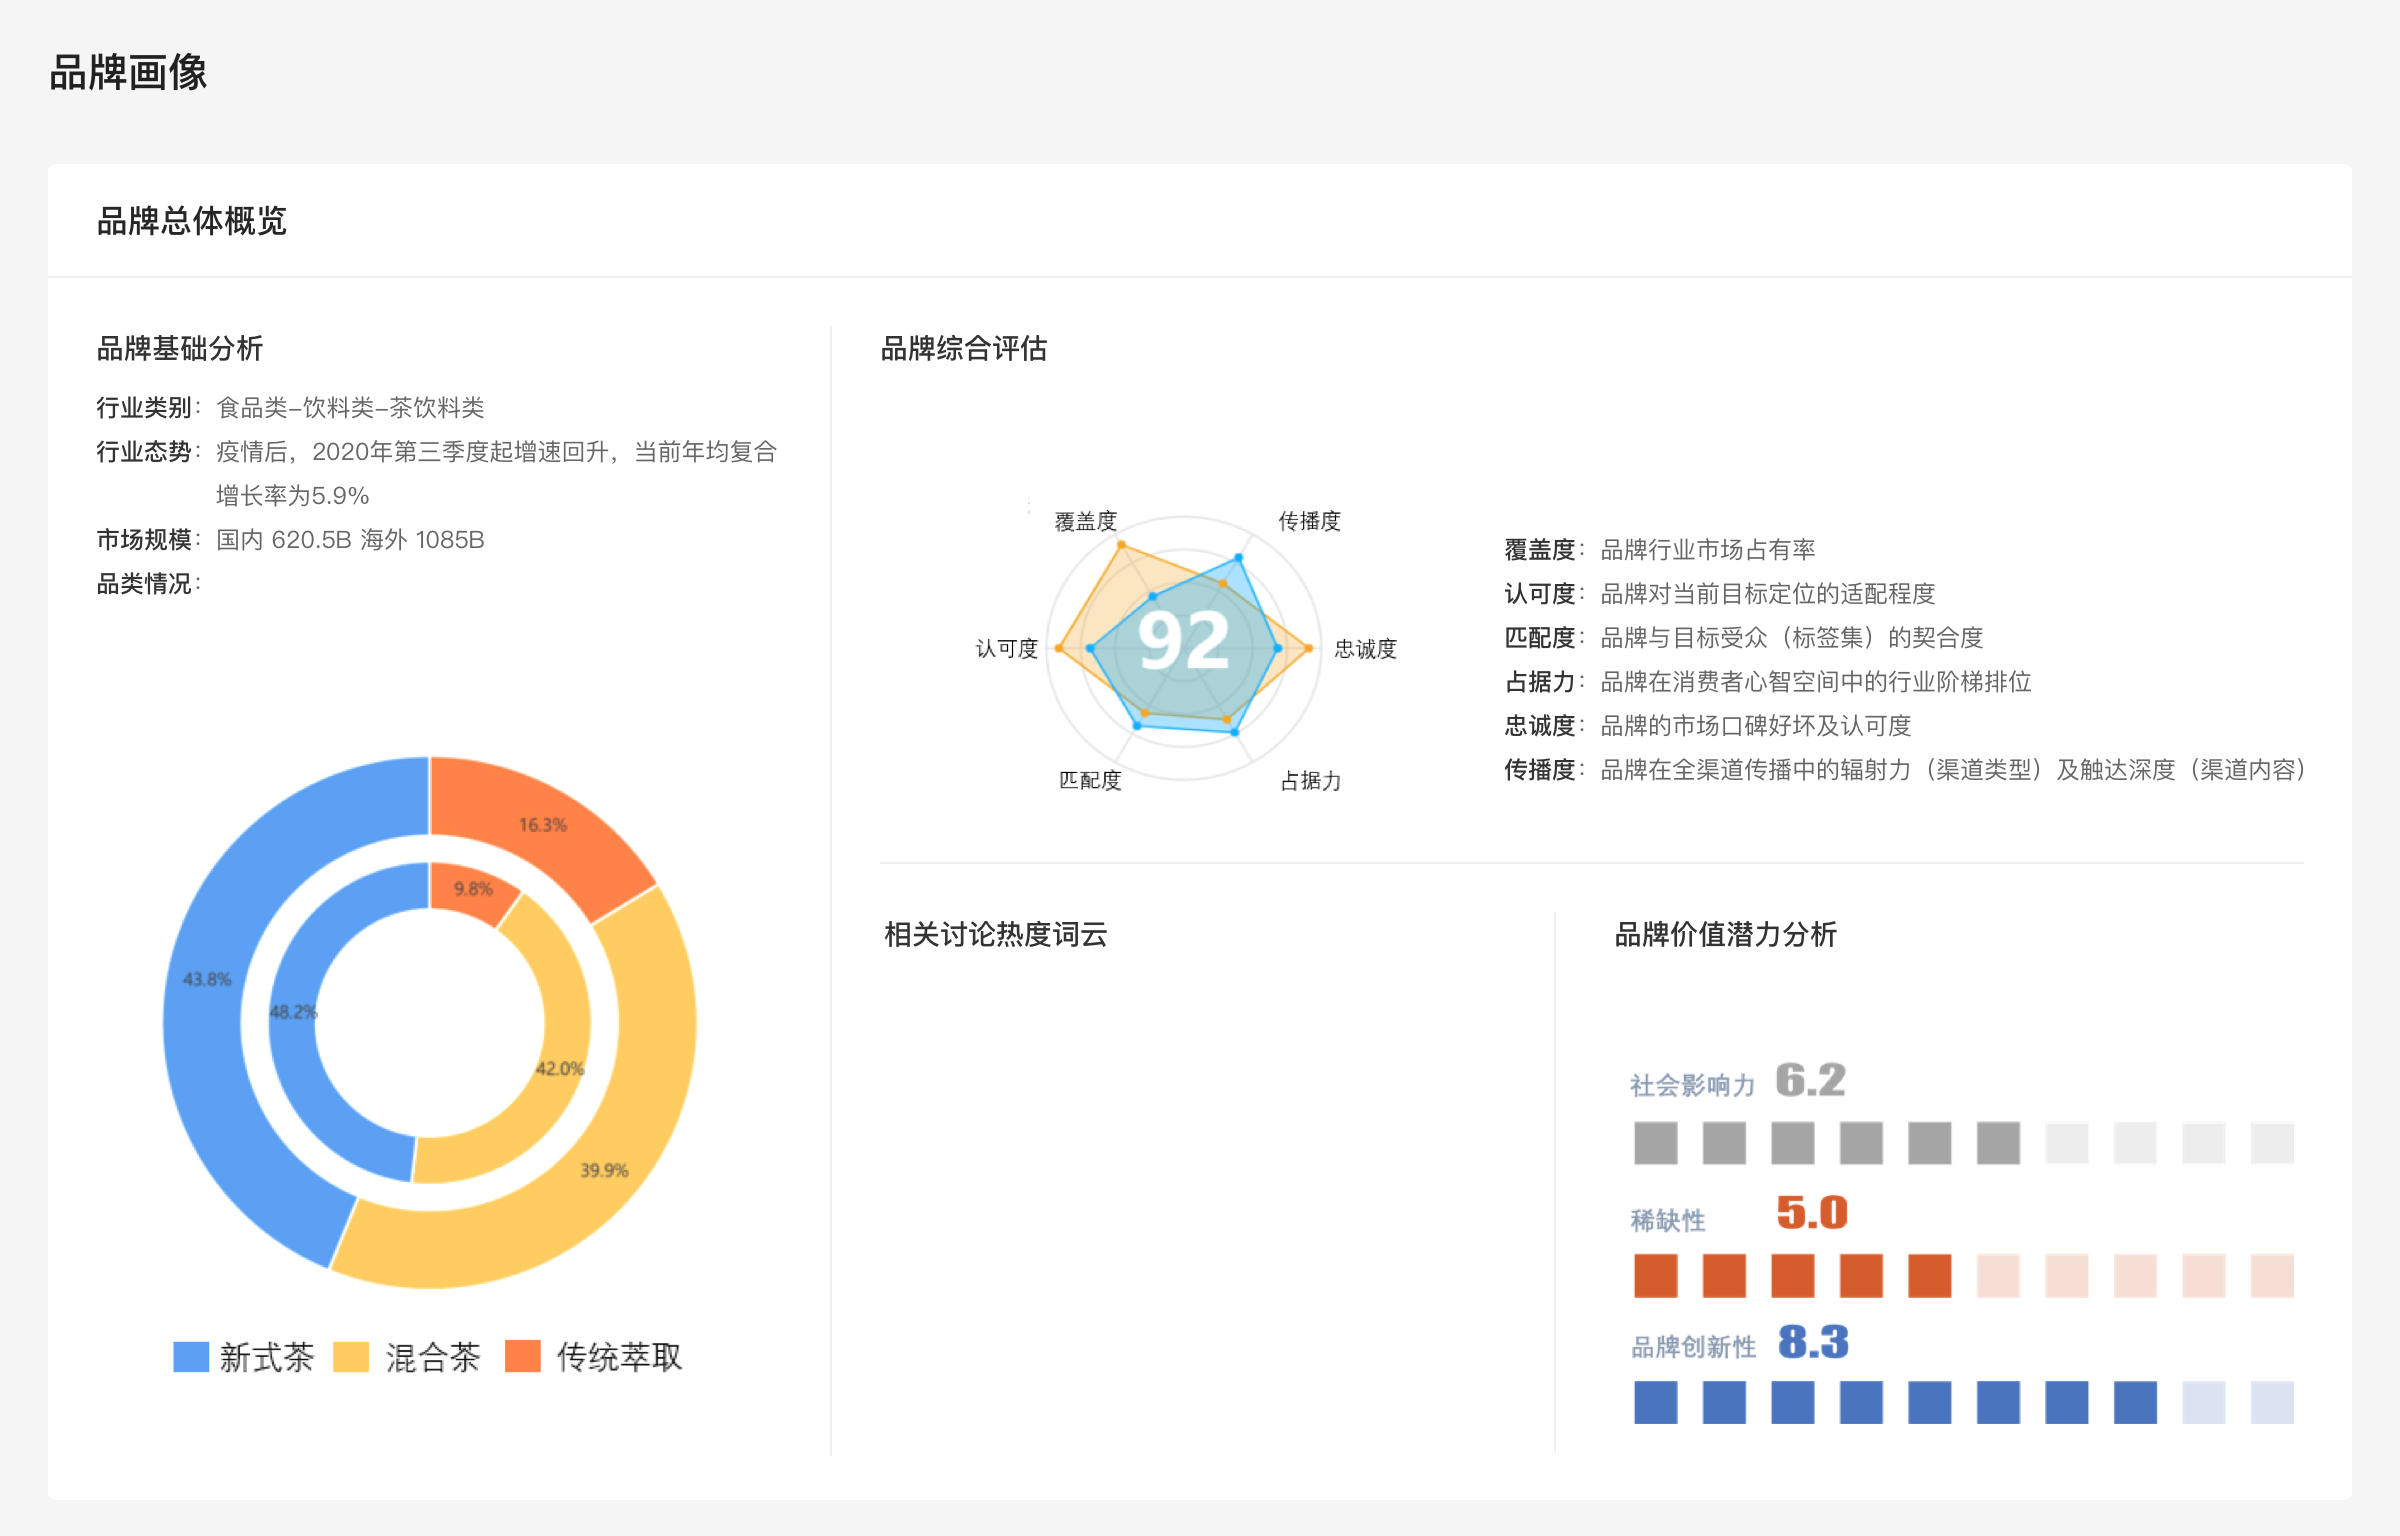 品牌画像
品牌总体概览
品牌基础分析
行业类别： 食品类–饮料类–茶饮料类
行业态势： 疫情后，2020年第三季度起增速回升，当前年均复合
增长率为5.9%
市场规模： 国内 620.5B 海外 1085B
品类情况：
16.3%
9.8%
43.8%
48.2%
42.0%
39.9%
新式茶 混合茶 传统萃取
品牌综合评估
覆盖度 传播度
认可度 92 忠诚度
匹配度 占据力
覆盖度： 品牌行业市场占有率
认可度： 品牌对当前目标定位的适配程度
匹配度： 品牌与目标受众（标签集）的契合度
占据力： 品牌在消费者心智空间中的行业阶梯排位
忠诚度： 品牌的市场口碑好坏及认可度
传播度： 品牌在全渠道传播中的辐射力（渠道类型）及触达深度（渠道内容）
相关讨论热度词云
品牌价值潜力分析
社会影响力 6.2
稀缺性 5.0
品牌创新性 8.3